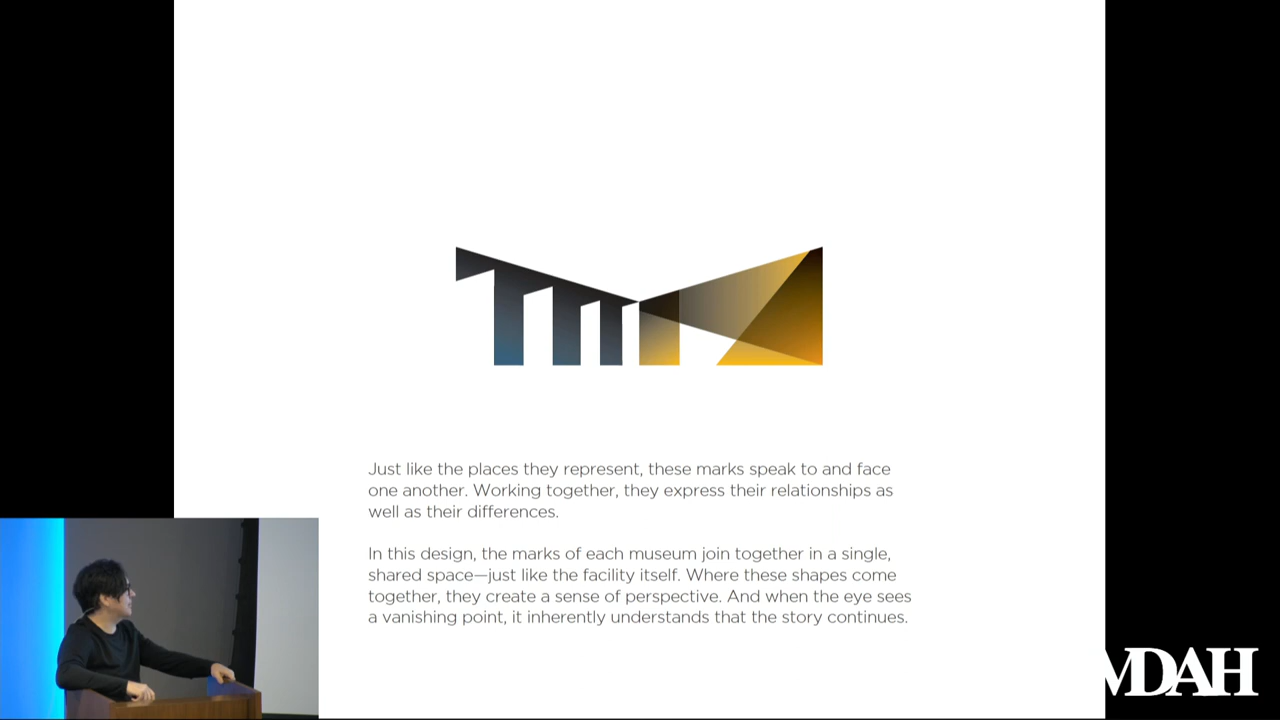 Just like the places they represent, these marks speak to and face
one another. Working together, they express their relationships as
well as their differences.
In this design, the marks of each museum join together in a single,
shared space—just like the facility itself. Where these shapes come
together, they create a sense of perspective. And when the eye sees
a vanishing point, it inherently understands that the story continues.
MDAH